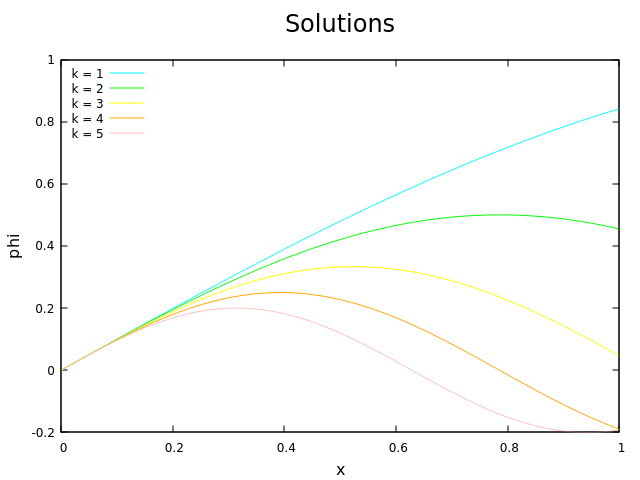 Solutions
1
k = 1
k = 2
k = 3
k = 4
k = 5
0.8
0.6
0.4
0.2
0
-0.2
phi
0 0.2 0.4 0.6 0.8 1
x